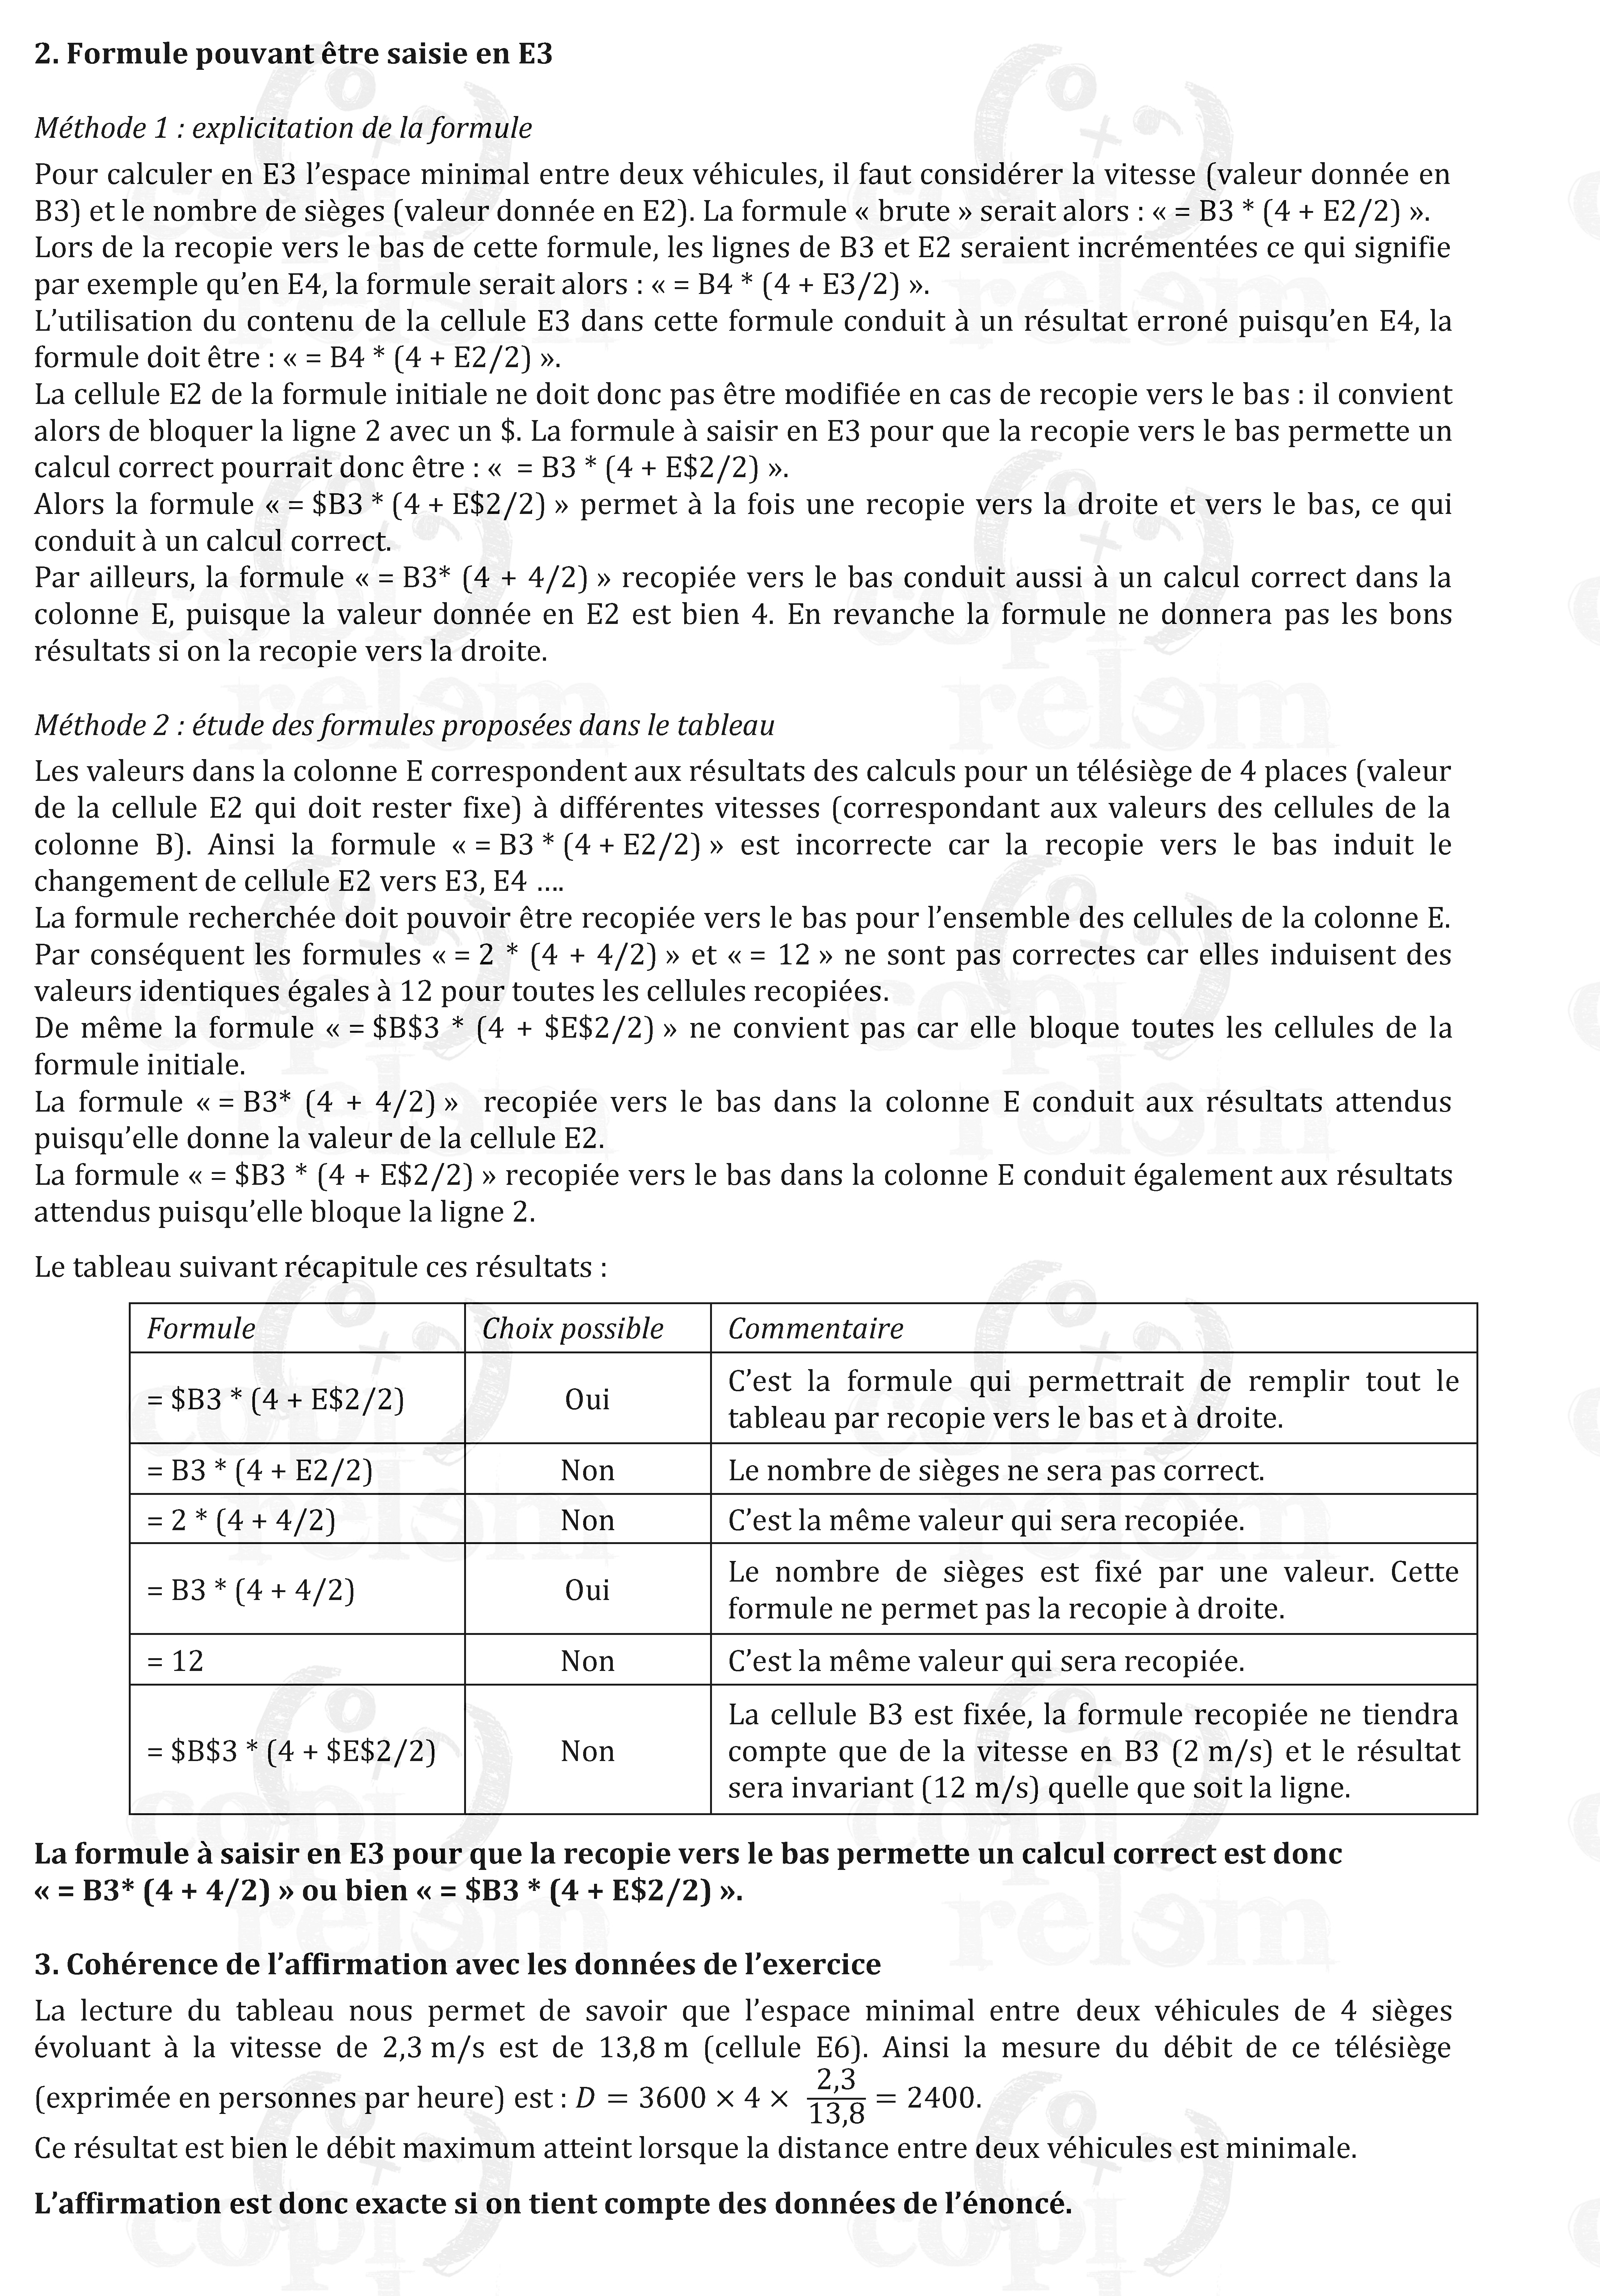 2. Formule pouvant être saisie en E3
Méthode 1 : explicitation de la formule
Pour calculer en E3 l’espace minimal entre deux véhicules, il faut considérer la vitesse (valeur donnée en
B3) et le nombre de sièges (valeur donnée en E2). La formule « brute » serait alors : « = B3 * (4 + E2/2) ».
Lors de la recopie vers le bas de cette formule, les lignes de B3 et E2 seraient incrémentées ce qui signifie
par exemple qu’en E4, la formule serait alors : « = B4 * (4 + E3/2) ».
L’utilisation du contenu de la cellule E3 dans cette formule conduit à un résultat erroné puisqu’en E4, la
formule doit être : « = B4 * (4 + E2/2) ».
La cellule E2 de la formule initiale ne doit donc pas être modifiée en cas de recopie vers le bas : il convient
alors de bloquer la ligne 2 avec un $. La formule à saisir en E3 pour que la recopie vers le bas permette un
calcul correct pourrait donc être : « = B3 * (4 + E$2/2) ».
Alors la formule « = $B3 * (4 + E$2/2) » permet à la fois une recopie vers la droite et vers le bas, ce qui
conduit à un calcul correct.
Par ailleurs, la formule « = B3* (4 + 4/2) » recopiée vers le bas conduit aussi à un calcul correct dans la
colonne E, puisque la valeur donnée en E2 est bien 4. En revanche la formule ne donnera pas les bons
résultats si on la recopie vers la droite.
Méthode 2 : étude des formules proposées dans le tableau
Les valeurs dans la colonne E correspondent aux résultats des calculs pour un télésiège de 4 places (valeur
de la cellule E2 qui doit rester fixe) à différentes vitesses (correspondant aux valeurs des cellules de la
colonne B). Ainsi la formule « = B3 * (4 + E2/2) » est incorrecte car la recopie vers le bas induit le
changement de cellule E2 vers E3, E4 ….
La formule recherchée doit pouvoir être recopiée vers le bas pour l’ensemble des cellules de la colonne E.
Par conséquent les formules « = 2 * (4 + 4/2) » et « = 12 » ne sont pas correctes car elles induisent des
valeurs identiques égales à 12 pour toutes les cellules recopiées.
De même la formule « = $B$3 * (4 + $E$2/2) » ne convient pas car elle bloque toutes les cellules de la
formule initiale.
La formule « = B3* (4 + 4/2) » recopiée vers le bas dans la colonne E conduit aux résultats attendus
puisqu’elle donne la valeur de la cellule E2.
La formule « = $B3 * (4 + E$2/2) » recopiée vers le bas dans la colonne E conduit également aux résultats
attendus puisqu’elle bloque la ligne 2.
Le tableau suivant récapitule ces résultats :
Formule Choix possible Commentaire
= $B3 * (4 + E$2/2) Oui C’est la formule qui permettrait de remplir tout le
tableau par recopie vers le bas et à droite.
= B3 * (4 + E2/2) Non Le nombre de sièges ne sera pas correct.
= 2 * (4 + 4/2) Non C’est la même valeur qui sera recopiée.
= B3 * (4 + 4/2) Oui Le nombre de sièges est fixé par une valeur. Cette
formule ne permet pas la recopie à droite.
= 12 Non C’est la même valeur qui sera recopiée.
= $B$3 * (4 + $E$2/2) Non La cellule B3 est fixée, la formule recopiée ne tiendra
compte que de la vitesse en B3 (2 m/s) et le résultat
sera invariant (12 m/s) quelle que soit la ligne.
La formule à saisir en E3 pour que la recopie vers le bas permette un calcul correct est donc
« = B3* (4 + 4/2) » ou bien « = $B3 * (4 + E$2/2) ».
3. Cohérence de l’affirmation avec les données de l’exercice
La lecture du tableau nous permet de savoir que l’espace minimal entre deux véhicules de 4 sièges
évoluant à la vitesse de 2,3 m/s est de 13,8 m (cellule E6). Ainsi la mesure du débit de ce télésiège
(exprimée en personnes par heure) est : D = 3600 × 4 × 2,3/13,8 = 2400.
Ce résultat est bien le débit maximum atteint lorsque la distance entre deux véhicules est minimale.
L’affirmation est donc exacte si on tient compte des données de l’énoncé.